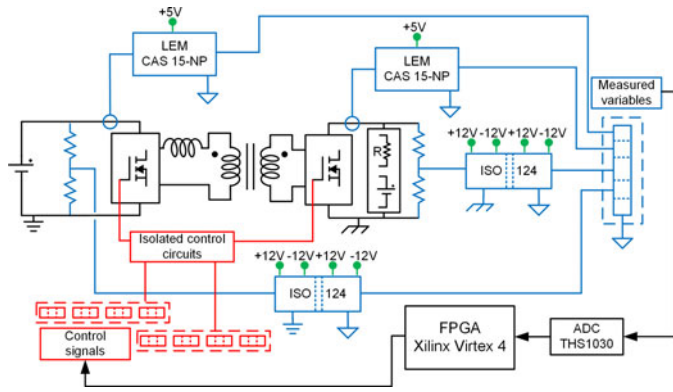 +5V
LEM
CAS 15-NP
+5V
LEM
CAS 15-NP
Measured
variables
+12V -12V +12V -12V
R
ISO 124
Isolated control
circuits
+12V -12V +12V -12V
ISO 124
Control
signals
FPGA
Xilinx Virtex 4
ADC
THS1030